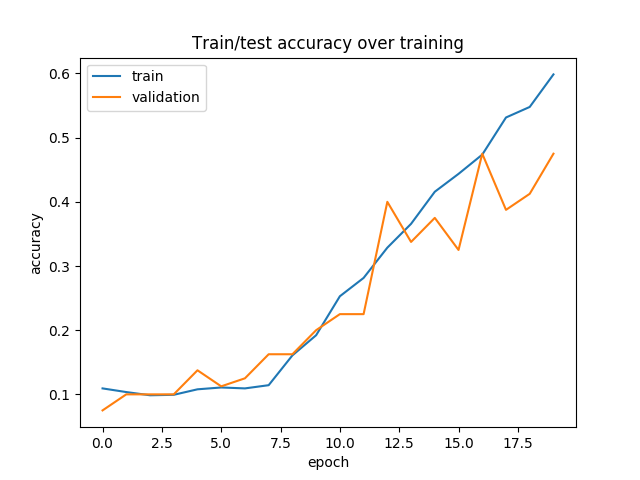 Train/test accuracy over training
train
validation
0.6
0.5
0.4
0.3
0.2
0.1
accuracy
0.0 2.5 5.0 7.5 10.0 12.5 15.0 17.5
epoch